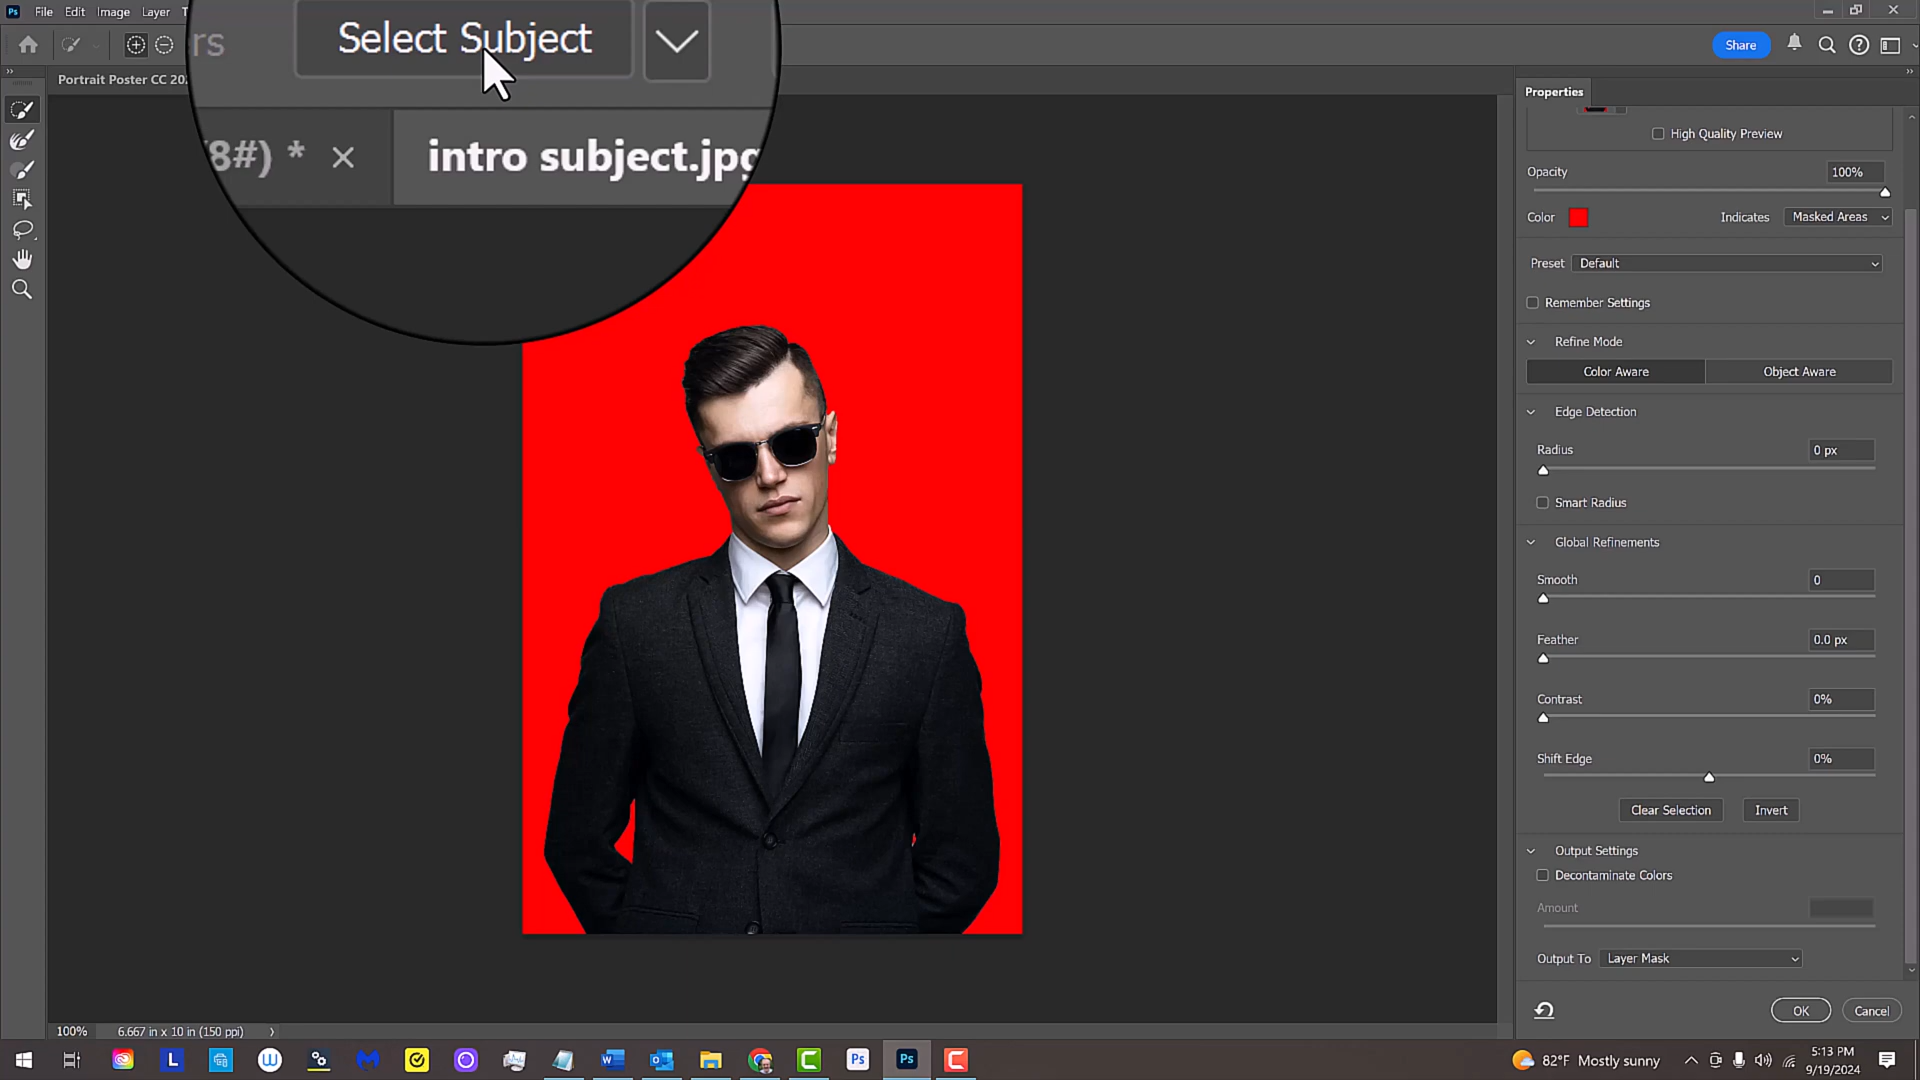 Ps File Edit Image Layer
rs Select Subject
Share
Portrait Poster CC 20
8#) * × intro subject.jpg
Properties
High Quality Preview
Opacity 100%
Color Indicates Masked Areas
Preset Default
Remember Settings
Refine Mode
Color Aware Object Aware
Edge Detection
Radius 0 px
Smart Radius
Global Refinements
Smooth 0
Feather 0.0 px
Contrast 0%
Shift Edge 0%
Clear Selection Invert
Output Settings
Decontaminate Colors
Amount
Output To Layer Mask
OK Cancel
100% 6.667 in x 10 in (150 ppi)
82°F Mostly sunny
5:13 PM
9/19/2024